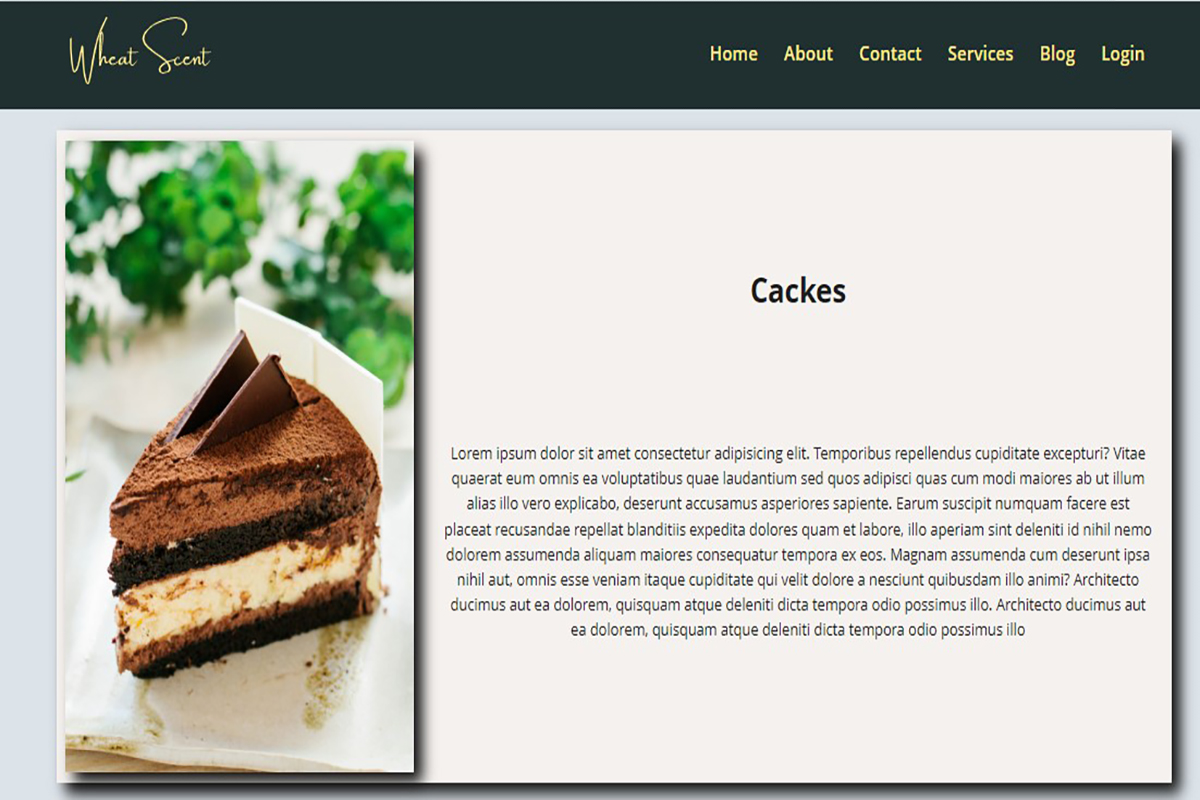 Wheat Scent
Home About Contact Services Blog Login
Cackes
Lorem ipsum dolor sit amet consectetur adipisicing elit. Temporibus repellendus cupiditate excepturi? Vitae
quaerat eum omnis ea voluptatibus quae laudantium sed quos adipisci quas cum modi maiores ab ut illum
alias illo vero explicabo, deserunt accusamus asperiores sapiente. Earum suscipit numquam facere est
placeat recusandae repellat blanditiis expedita dolores quam et labore, illo aperiam sint deleniti id nihil nemo
dolorem assumenda aliquam maiores consequatur tempora ex eos. Magnam assumenda cum deserunt ipsa
nihil aut, omnis esse veniam itaque cupiditate qui velit dolore a nesciunt quibusdam illo animi? Architecto
ducimus aut ea dolorem, quisquam atque deleniti dicta tempora odio possimus illo. Architecto ducimus aut
ea dolorem, quisquam atque deleniti dicta tempora odio possimus illo